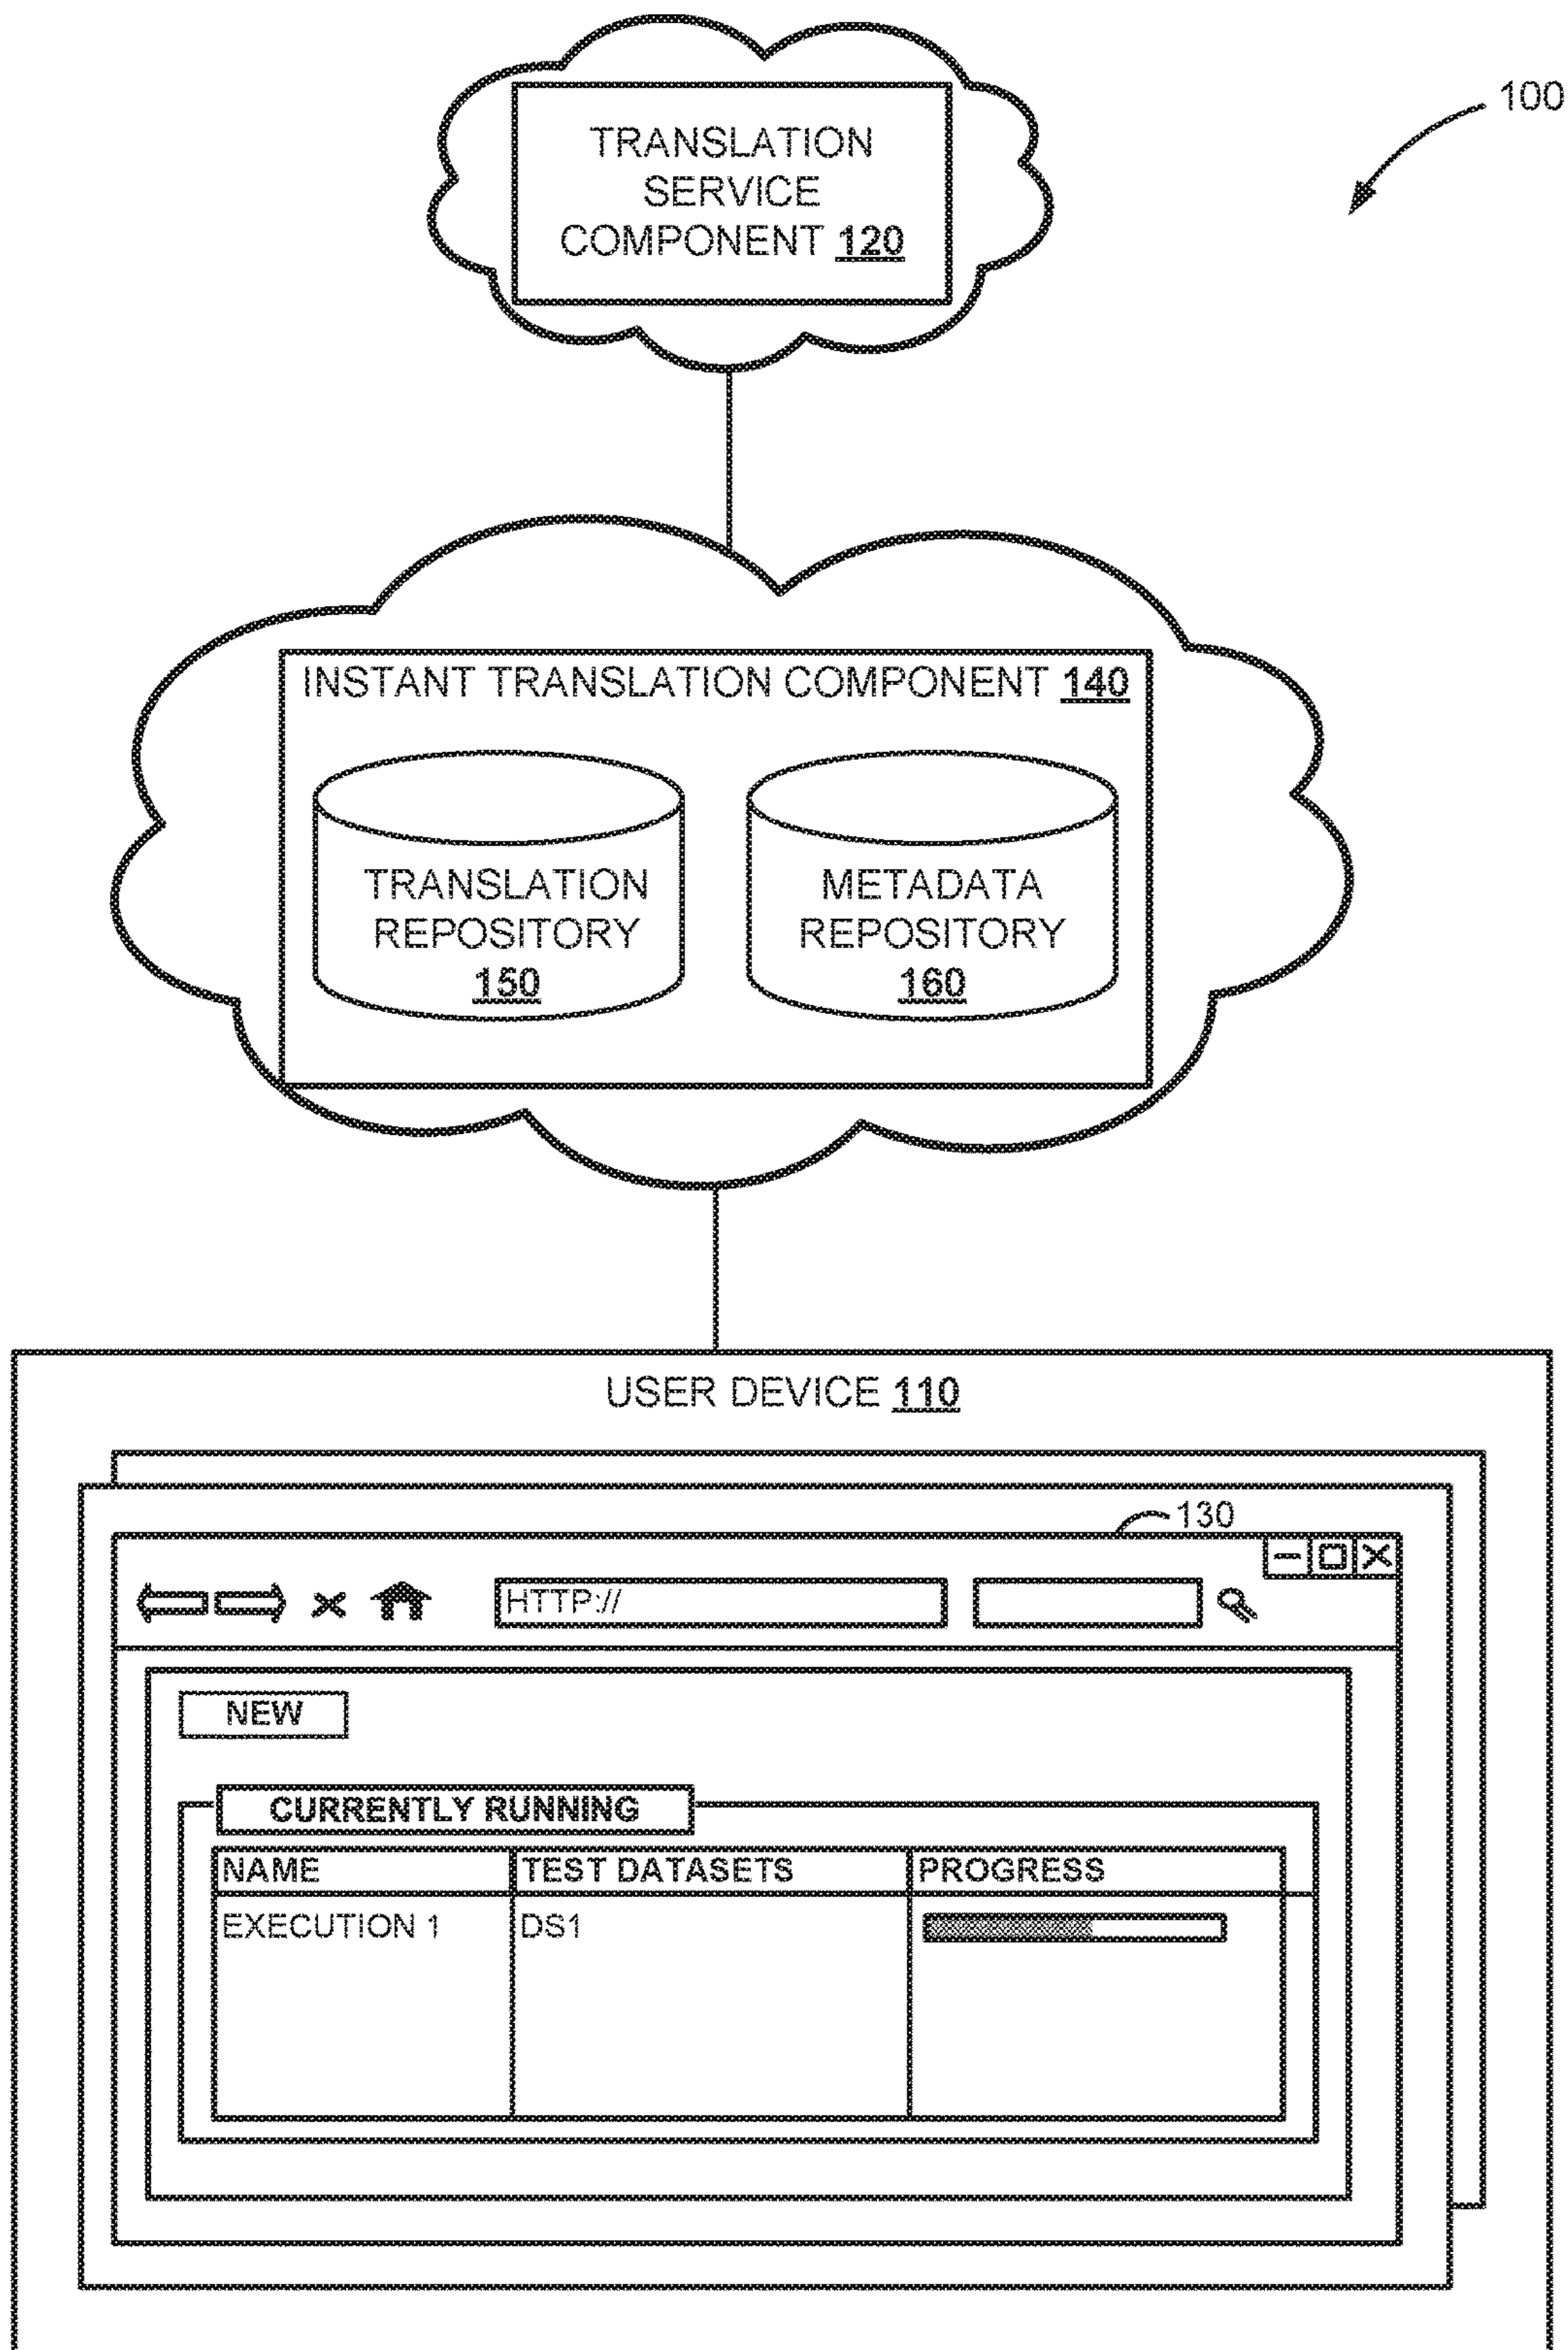 100
TRANSLATION
SERVICE
COMPONENT 120
INSTANT TRANSLATION COMPONENT 140
TRANSLATION
REPOSITORY
150
METADATA
REPOSITORY
160
USER DEVICE 110
130
HTTP://
NEW
CURRENTLY RUNNING
NAME TEST DATASETS PROGRESS
EXECUTION 1 DS1